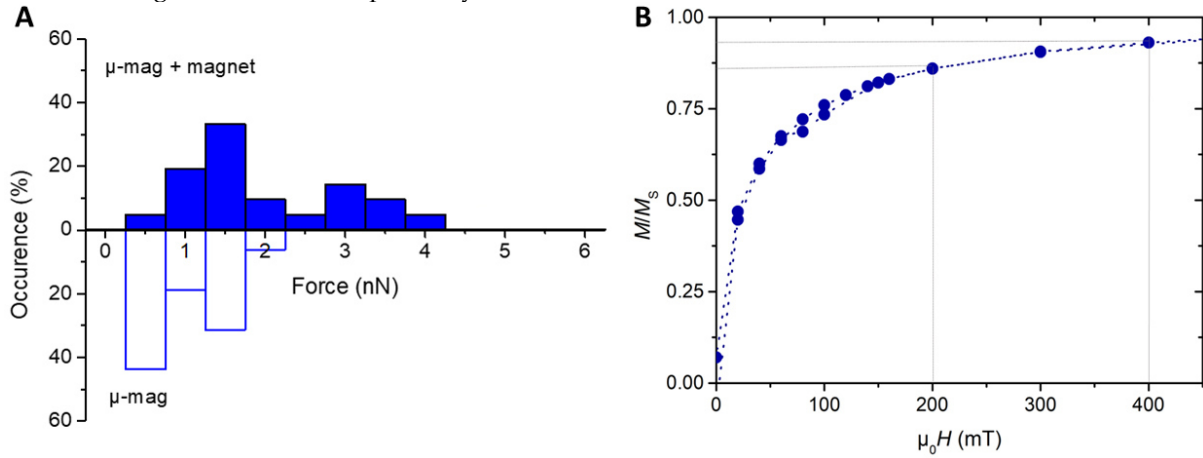 A
60
μ-mag + magnet
40
20
0
0 1 2 3 4 5 6
Force (nN)
20
40
μ-mag
60
Occurence (%)
B
1.00
0.75
0.50
0.25
0.00
M/Ms
0 100 200 300 400
μ0H (mT)